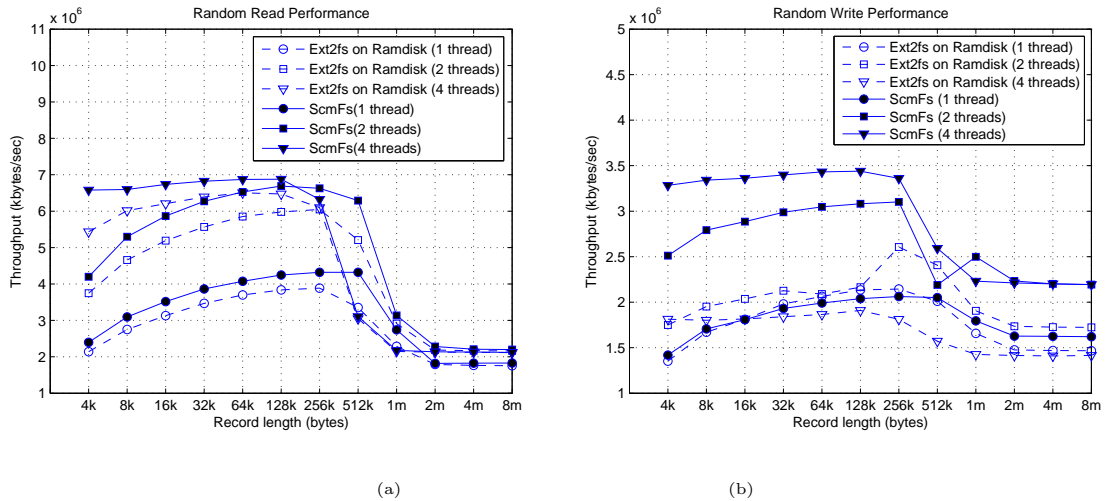 Random Read Performance
x 10^6
11
10
9
8
7
6
5
4
3
2
1
Throughput (kbytes/sec)
Ext2fs on Ramdisk (1 thread)
Ext2fs on Ramdisk (2 threads)
Ext2fs on Ramdisk (4 threads)
ScmFs(1 thread)
ScmFs(2 threads)
ScmFs(4 threads)
4k 8k 16k 32k 64k 128k 256k 512k 1m 2m 4m 8m
Record length (bytes)
(a)
Random Write Performance
x 10^6
5
4.5
4
3.5
3
2.5
2
1.5
1
Throughput (kbytes/sec)
Ext2fs on Ramdisk (1 thread)
Ext2fs on Ramdisk (2 threads)
Ext2fs on Ramdisk (4 threads)
ScmFs (1 thread)
ScmFs (2 threads)
ScmFs (4 threads)
4k 8k 16k 32k 64k 128k 256k 512k 1m 2m 4m 8m
Record length (bytes)
(b)